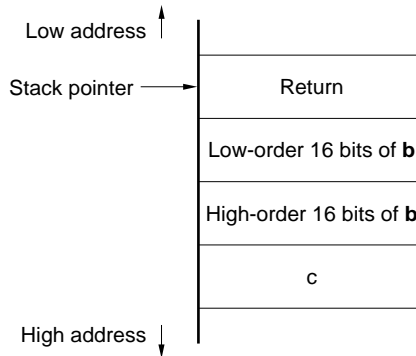 Low address
Stack pointer
Return
Low-order 16 bits of b
High-order 16 bits of b
c
High address